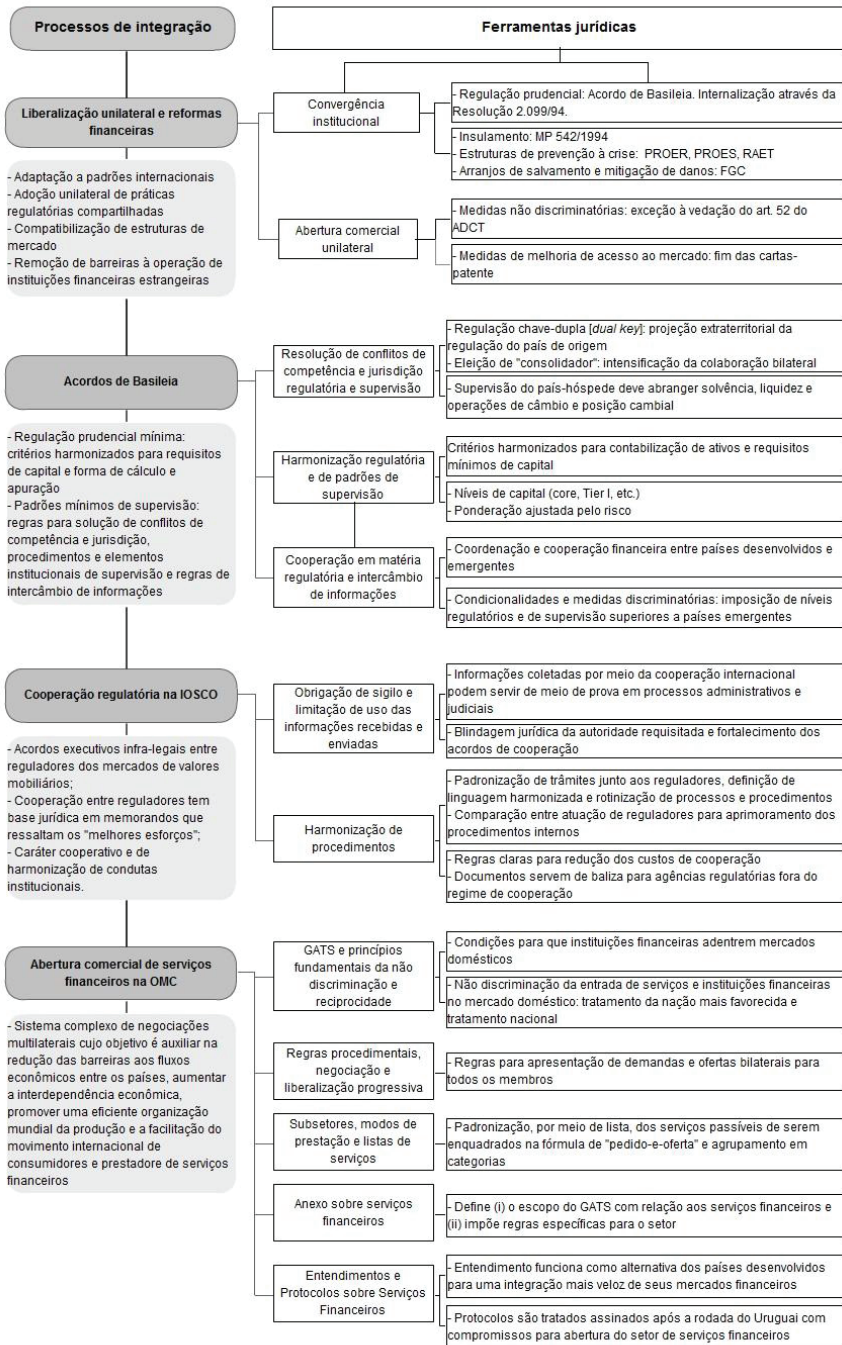 Processos de integração
Ferramentas jurídicas
Liberalização unilateral e reformas
financeiras
- Adaptação a padrões internacionais
- Adoção unilateral de práticas
regulatórias compartilhadas
- Compatibilização de estruturas de
mercado
- Remoção de barreiras à operação de
instituições financeiras estrangeiras
Convergência
institucional
- Regulação prudencial: Acordo de Basileia. Internalização através da
Resolução 2.099/94.
- Insulamento: MP 542/1994
- Estruturas de prevenção à crise: PROER, PROES, RAET
- Arranjos de salvamento e mitigação de danos: FGC
Abertura comercial
unilateral
- Medidas não discriminatórias: exceção à vedação do art. 52 do
ADCT
- Medidas de melhoria de acesso ao mercado: fim das cartas-
patente
Acordos de Basileia
- Regulação prudencial mínima:
critérios harmonizados para requisitos
de capital e forma de cálculo e
apuração
- Padrões mínimos de supervisão:
regras para solução de conflitos de
competência e jurisdição,
procedimentos e elementos
institucionais de supervisão e regras de
intercâmbio de informações
Resolução de conflitos de
competência e jurisdição
regulatória e supervisão
- Regulação chave-dupla [dual key]: projeção extraterritorial da
regulação do país de origem
- Eleição de "consolidador": intensificação da colaboração bilateral
- Supervisão do país-hóspede deve abranger solvência, liquidez e
operações de câmbio e posição cambial
Harmonização regulatória
e de padrões de
supervisão
Critérios harmonizados para contabilização de ativos e requisitos
mínimos de capital
- Níveis de capital (core, Tier I, etc.)
- Ponderação ajustada pelo risco
Cooperação em matéria
regulatória e intercâmbio
de informações
- Coordenação e cooperação financeira entre países desenvolvidos e
emergentes
- Condicionalidades e medidas discriminatórias: imposição de níveis
regulatórios e de supervisão superiores a países emergentes
Cooperação regulatória na IOSCO
- Acordos executivos infra-legais entre
reguladores dos mercados de valores
mobiliários;
- Cooperação entre reguladores tem
base jurídica em memorandos que
ressaltam os "melhores esforços";
- Caráter cooperativo e de
harmonização de condutas
institucionais.
Obrigação de sigilo e
limitação de uso das
informações recebidas e
enviadas
- Informações coletadas por meio da cooperação internacional
podem servir de meio de prova em processos administrativos e
judiciais
- Blindagem jurídica da autoridade requisitada e fortalecimento dos
acordos de cooperação
Harmonização de
procedimentos
- Padronização de trâmites junto aos reguladores, definição de
linguagem harmonizada e rotinização de processos e procedimentos
- Comparação entre atuação de reguladores para aprimoramento dos
procedimentos internos
- Regras claras para redução dos custos de cooperação
- Documentos servem de baliza para agências regulatórias fora do
regime de cooperação
Abertura comercial de serviços
financeiros na OMC
- Sistema complexo de negociações
multilaterais cujo objetivo é auxiliar na
redução das barreiras aos fluxos
econômicos entre os países, aumentar
a interdependência econômica,
promover uma eficiente organização
mundial da produção e a facilitação do
movimento internacional de
consumidores e prestadore de serviços
financeiros
GATS e princípios
fundamentais da não
discriminação e
reciprocidade
- Condições para que instituições financeiras adentrem mercados
domésticos
- Não discriminação da entrada de serviços e instituições financeiras
no mercado doméstico: tratamento da nação mais favorecida e
tratamento nacional
Regras procedimentais,
negociação e
liberalização progressiva
- Regras para apresentação de demandas e ofertas bilaterais para
todos os membros
Subsetores, modos de
prestação e listas de
serviços
- Padronização, por meio de lista, dos serviços passíveis de serem
enquadrados na fórmula de "pedido-e-oferta" e agrupamento em
categorias
Anexo sobre serviços
financeiros
- Define (i) o escopo do GATS com relação aos serviços financeiros e
(ii) impõe regras específicas para o setor
Entendimentos e
Protocolos sobre Serviços
Financeiros
- Entendimento funciona como alternativa dos países desenvolvidos
para uma integração mais veloz de seus mercados financeiros
- Protocolos são tratados assinados após a rodada do Uruguai com
compromissos para abertura do setor de serviços financeiros